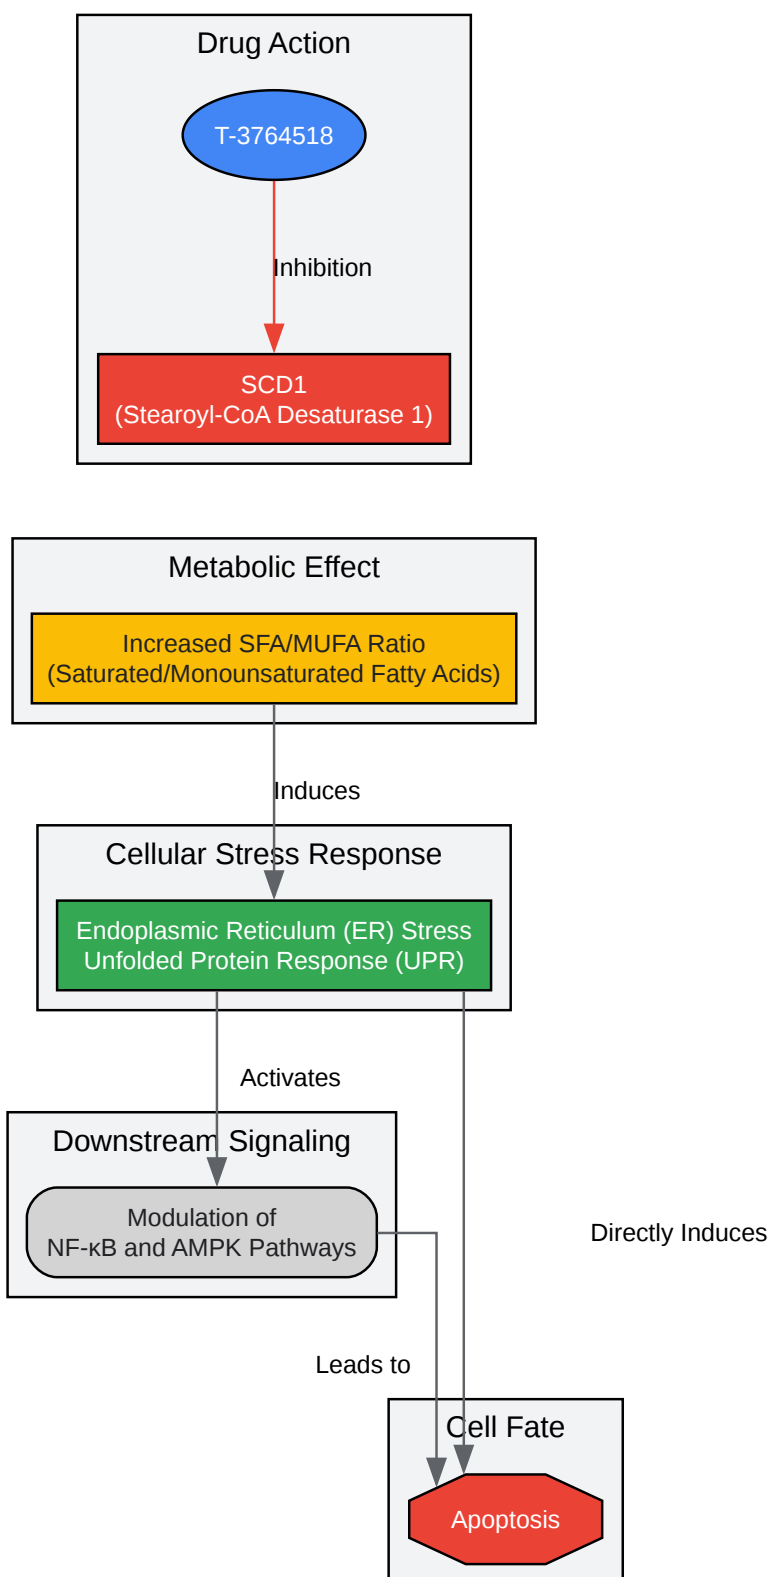 Drug Action
T-3764518
Inhibition
SCD1
(Stearoyl-CoA Desaturase 1)
Metabolic Effect
Increased SFA/MUFA Ratio
(Saturated/Monounsaturated Fatty Acids)
Induces
Cellular Stress Response
Endoplasmic Reticulum (ER) Stress
Unfolded Protein Response (UPR)
Activates
Downstream Signaling
Modulation of
NF-κB and AMPK Pathways
Directly Induces
Leads to
Cell Fate
Apoptosis